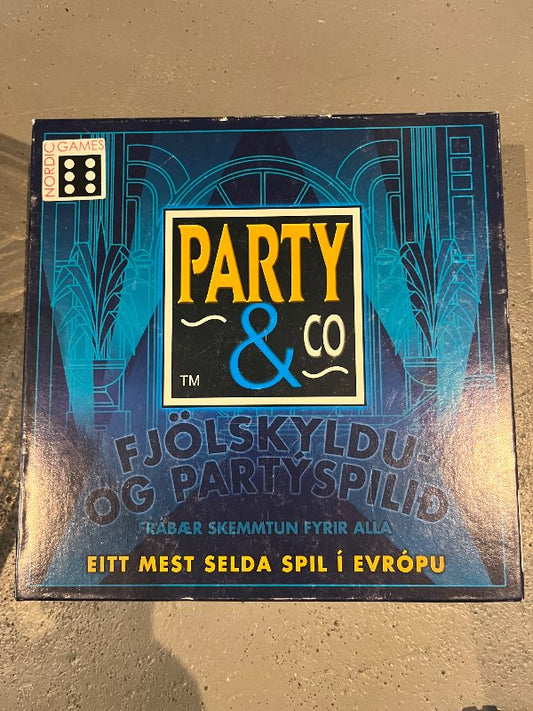 NORDIC
GAMES
PARTY
& CO
TM
FJÖLSKYLDU-
OG PARTÝSPILIÐ
FRÁBÆR SKEMMTUN FYRIR ALLA
EITT MEST SELDA SPIL Í EVRÓPU